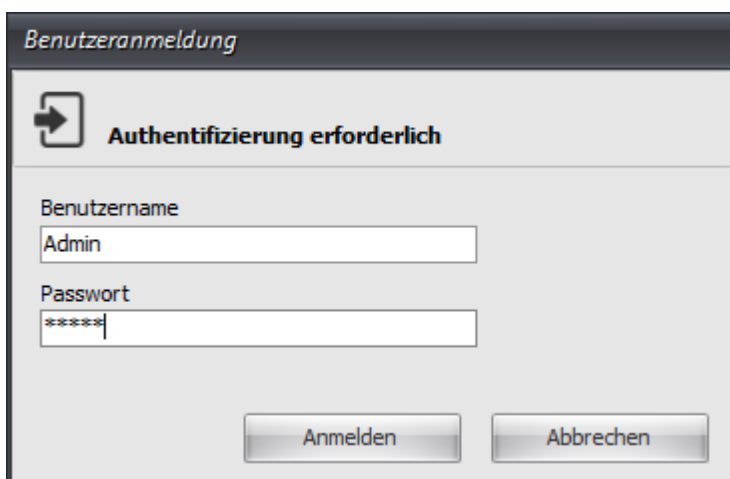 Benutzeranmeldung
Authentifizierung erforderlich
Benutzername
Admin
Passwort
*****
Anmelden Abbrechen